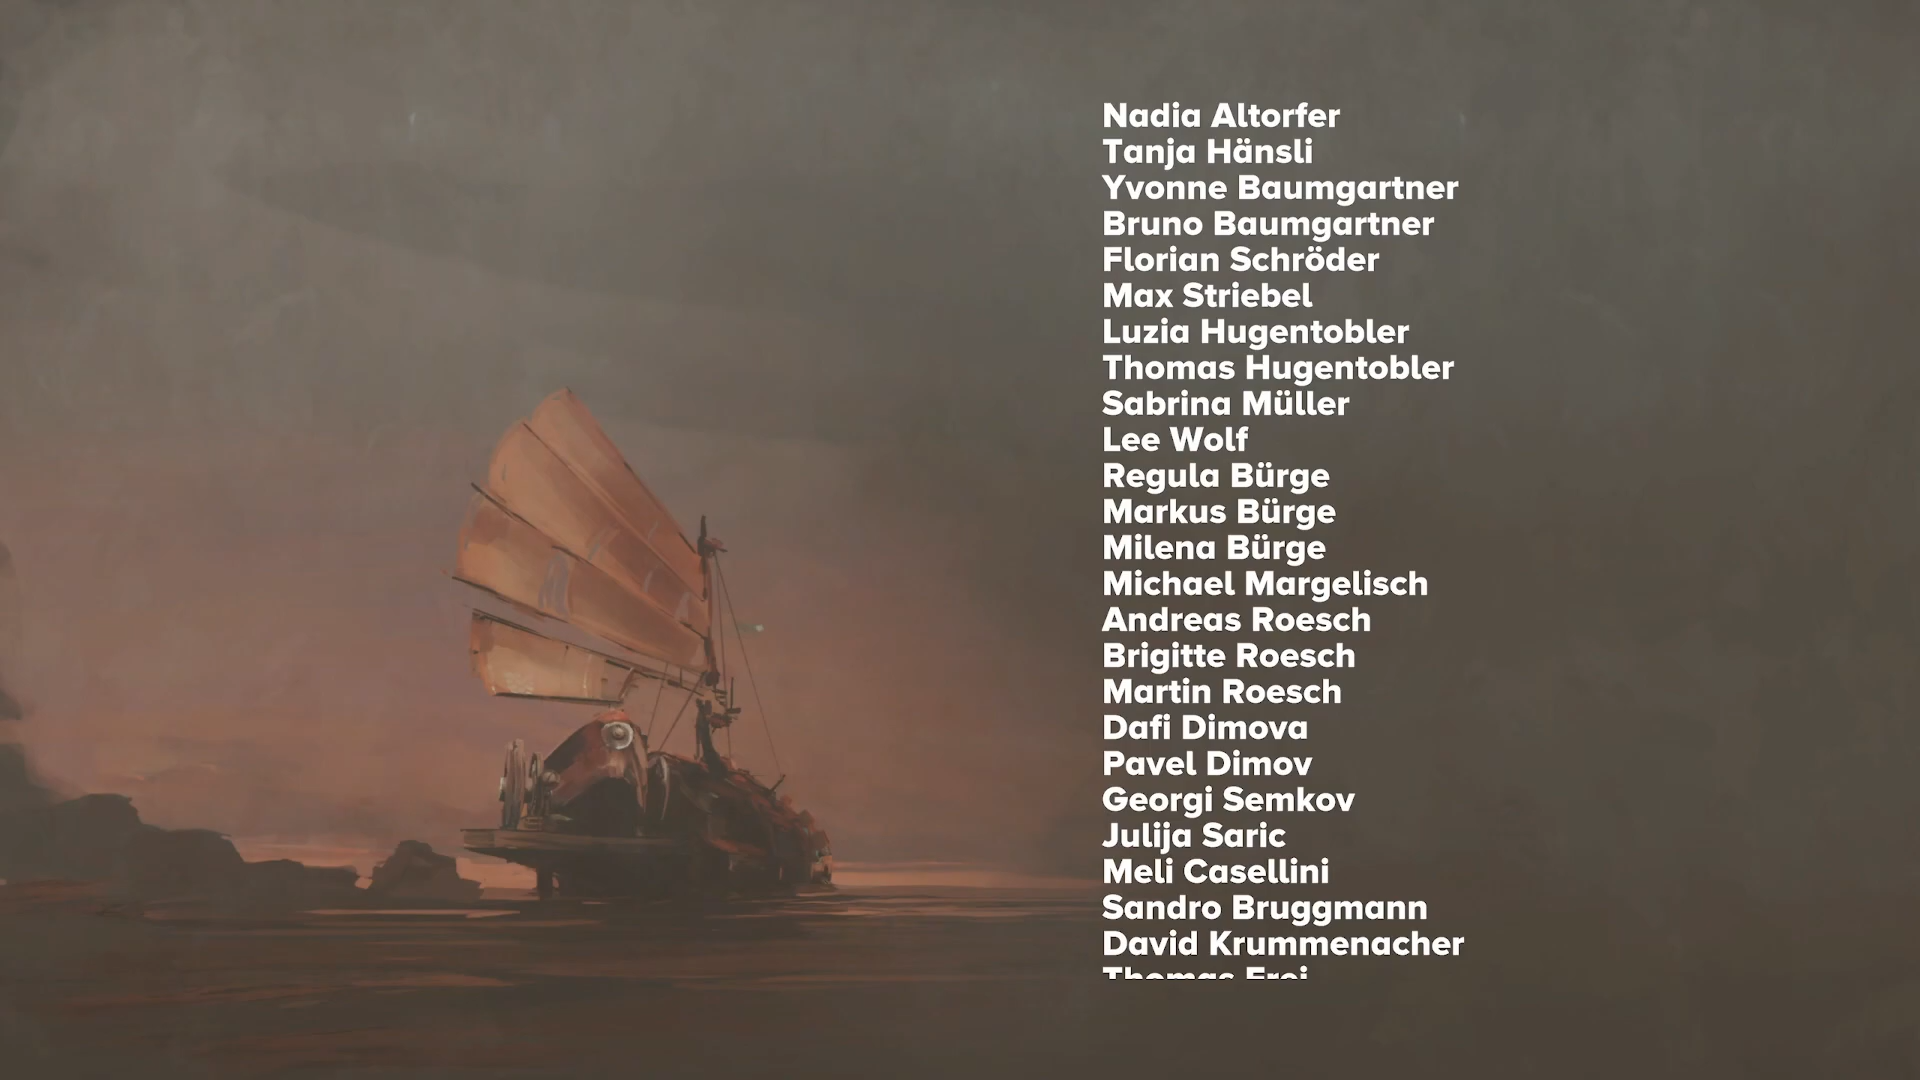 Nadia Altorfer
Tanja Hänsli
Yvonne Baumgartner
Bruno Baumgartner
Florian Schröder
Max Striebel
Luzia Hugentobler
Thomas Hugentobler
Sabrina Müller
Lee Wolf
Regula Bürge
Markus Bürge
Milena Bürge
Michael Margelisch
Andreas Roesch
Brigitte Roesch
Martin Roesch
Dafi Dimova
Pavel Dimov
Georgi Semkov
Julija Saric
Meli Casellini
Sandro Bruggmann
David Krummenacher
Thomas